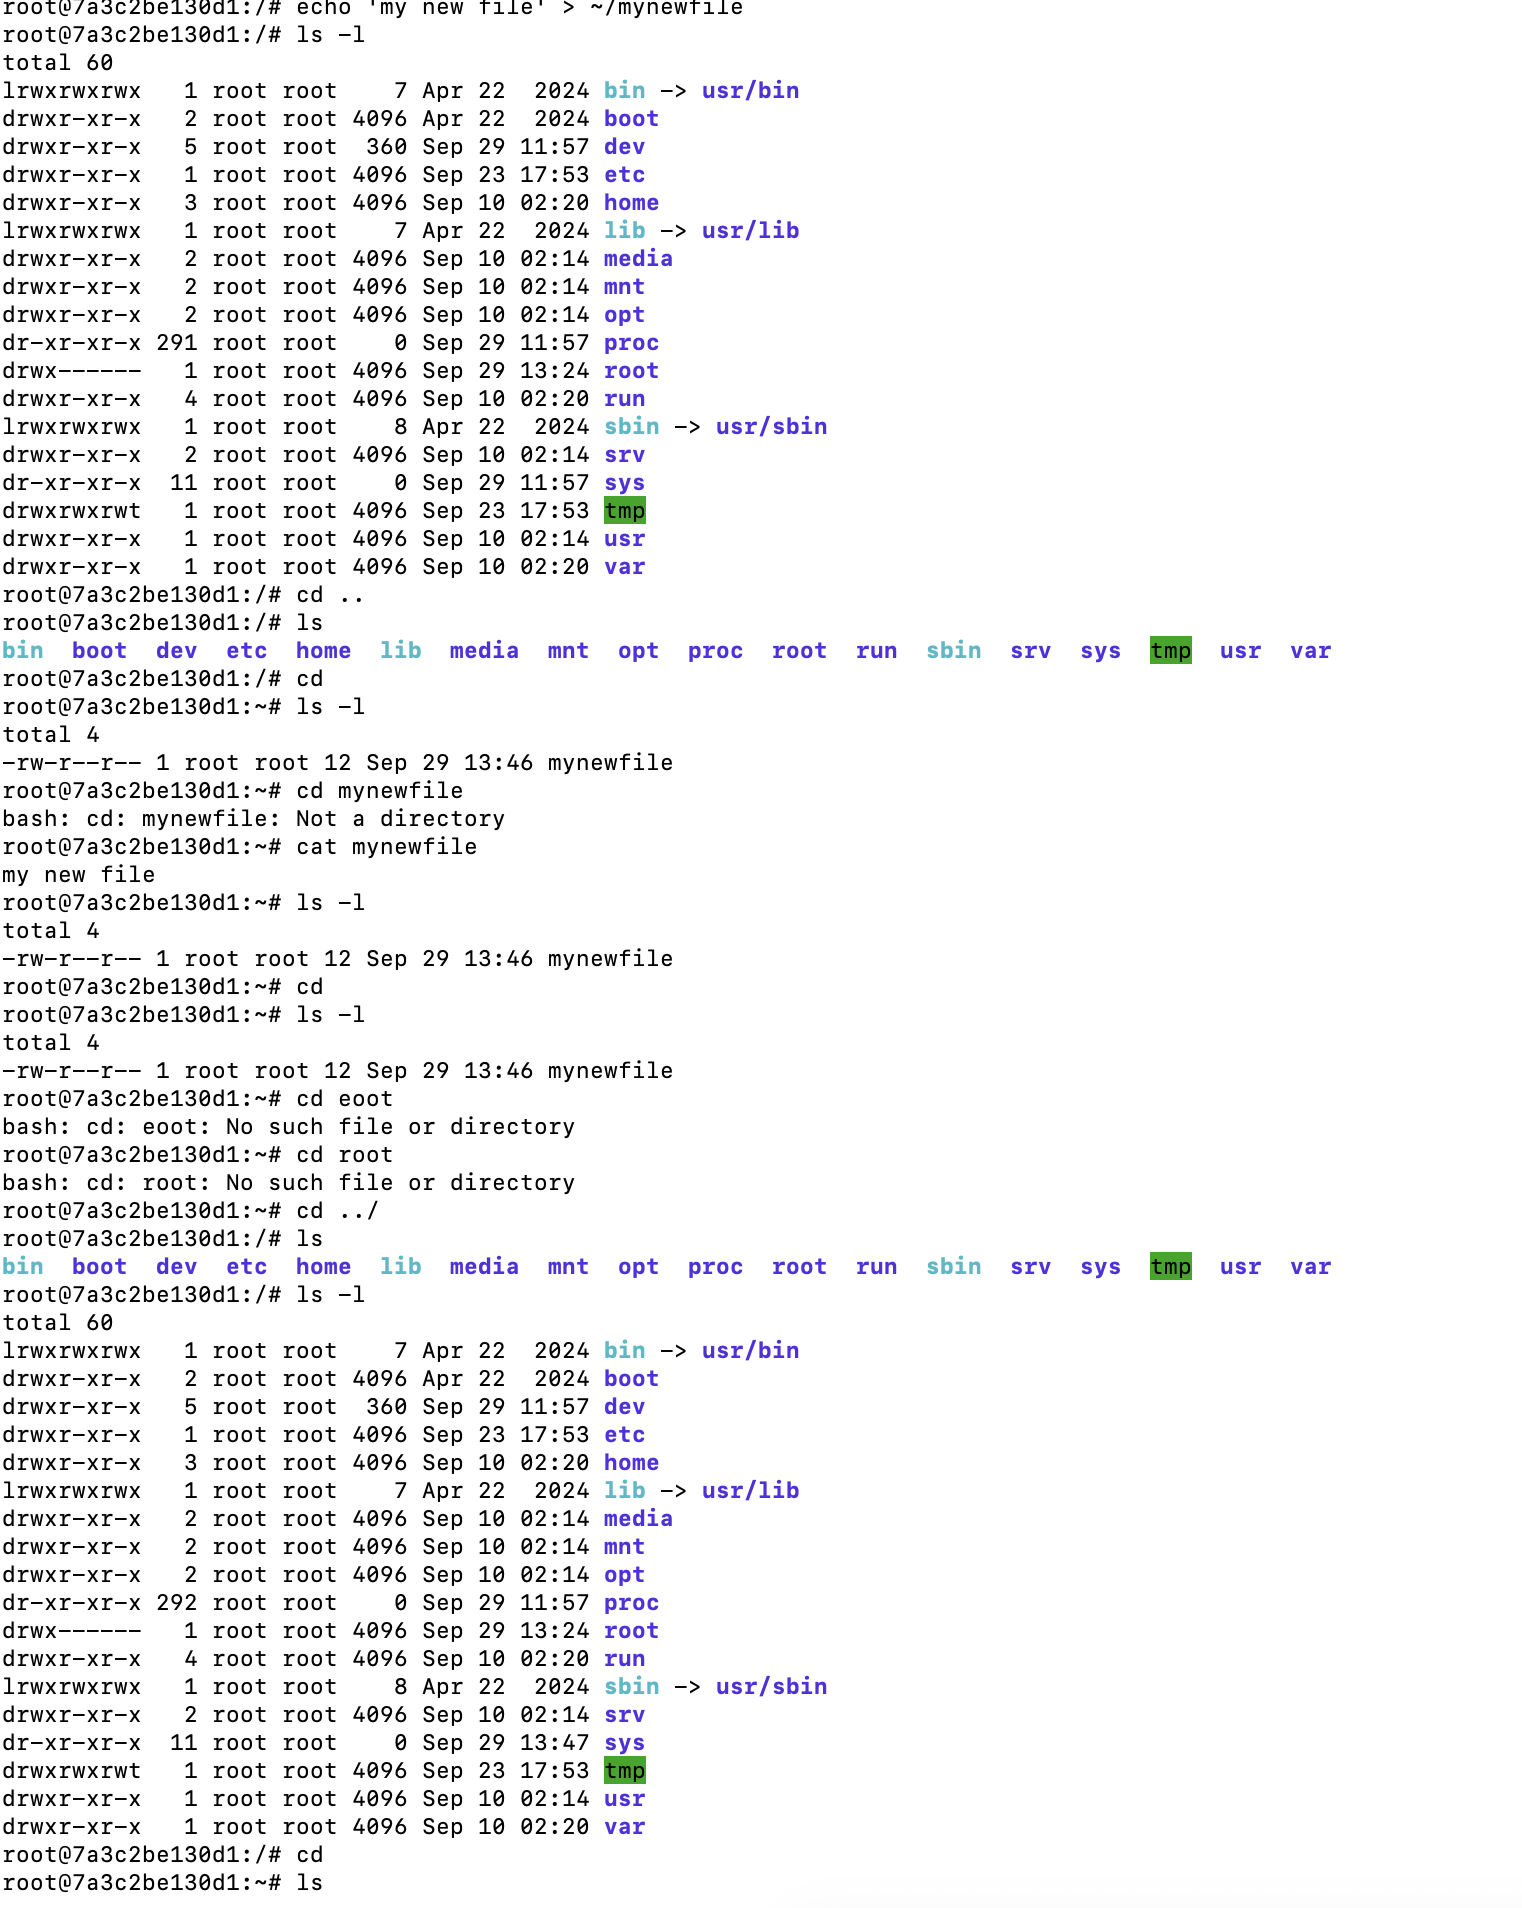 root@7a3c2be130d1:/# echo 'my new file' > ~/mynewfile
root@7a3c2be130d1:/# ls -l
total 60
lrwxrwxrwx   1 root root    7 Apr 22  2024 bin -> usr/bin
drwxr-xr-x   2 root root 4096 Apr 22  2024 boot
drwxr-xr-x   5 root root  360 Sep 29 11:57 dev
drwxr-xr-x   1 root root 4096 Sep 23 17:53 etc
drwxr-xr-x   3 root root 4096 Sep 10 02:20 home
lrwxrwxrwx   1 root root    7 Apr 22  2024 lib -> usr/lib
drwxr-xr-x   2 root root 4096 Sep 10 02:14 media
drwxr-xr-x   2 root root 4096 Sep 10 02:14 mnt
drwxr-xr-x   2 root root 4096 Sep 10 02:14 opt
dr-xr-xr-x 291 root root    0 Sep 29 11:57 proc
drwx------   1 root root 4096 Sep 29 13:24 root
drwxr-xr-x   4 root root 4096 Sep 10 02:20 run
lrwxrwxrwx   1 root root    8 Apr 22  2024 sbin -> usr/sbin
drwxr-xr-x   2 root root 4096 Sep 10 02:14 srv
dr-xr-xr-x  11 root root    0 Sep 29 11:57 sys
drwxrwxrwt   1 root root 4096 Sep 23 17:53 tmp
drwxr-xr-x   1 root root 4096 Sep 10 02:14 usr
drwxr-xr-x   1 root root 4096 Sep 10 02:20 var
root@7a3c2be130d1:/# cd ..
root@7a3c2be130d1:/# ls
bin  boot  dev  etc  home  lib  media  mnt  opt  proc  root  run  sbin  srv  sys  tmp  usr  var
root@7a3c2be130d1:/# cd
root@7a3c2be130d1:~# ls -l
total 4
-rw-r--r-- 1 root root 12 Sep 29 13:46 mynewfile
root@7a3c2be130d1:~# cd mynewfile
bash: cd: mynewfile: Not a directory
root@7a3c2be130d1:~# cat mynewfile
my new file
root@7a3c2be130d1:~# ls -l
total 4
-rw-r--r-- 1 root root 12 Sep 29 13:46 mynewfile
root@7a3c2be130d1:~# cd
root@7a3c2be130d1:~# ls -l
total 4
-rw-r--r-- 1 root root 12 Sep 29 13:46 mynewfile
root@7a3c2be130d1:~# cd eoot
bash: cd: eoot: No such file or directory
root@7a3c2be130d1:~# cd root
bash: cd: root: No such file or directory
root@7a3c2be130d1:~# cd ../
root@7a3c2be130d1:/# ls
bin  boot  dev  etc  home  lib  media  mnt  opt  proc  root  run  sbin  srv  sys  tmp  usr  var
root@7a3c2be130d1:/# ls -l
total 60
lrwxrwxrwx   1 root root    7 Apr 22  2024 bin -> usr/bin
drwxr-xr-x   2 root root 4096 Apr 22  2024 boot
drwxr-xr-x   5 root root  360 Sep 29 11:57 dev
drwxr-xr-x   1 root root 4096 Sep 23 17:53 etc
drwxr-xr-x   3 root root 4096 Sep 10 02:20 home
lrwxrwxrwx   1 root root    7 Apr 22  2024 lib -> usr/lib
drwxr-xr-x   2 root root 4096 Sep 10 02:14 media
drwxr-xr-x   2 root root 4096 Sep 10 02:14 mnt
drwxr-xr-x   2 root root 4096 Sep 10 02:14 opt
dr-xr-xr-x 292 root root    0 Sep 29 11:57 proc
drwx------   1 root root 4096 Sep 29 13:24 root
drwxr-xr-x   4 root root 4096 Sep 10 02:20 run
lrwxrwxrwx   1 root root    8 Apr 22  2024 sbin -> usr/sbin
drwxr-xr-x   2 root root 4096 Sep 10 02:14 srv
dr-xr-xr-x  11 root root    0 Sep 29 13:47 sys
drwxrwxrwt   1 root root 4096 Sep 23 17:53 tmp
drwxr-xr-x   1 root root 4096 Sep 10 02:14 usr
drwxr-xr-x   1 root root 4096 Sep 10 02:20 var
root@7a3c2be130d1:/# cd
root@7a3c2be130d1:~# ls